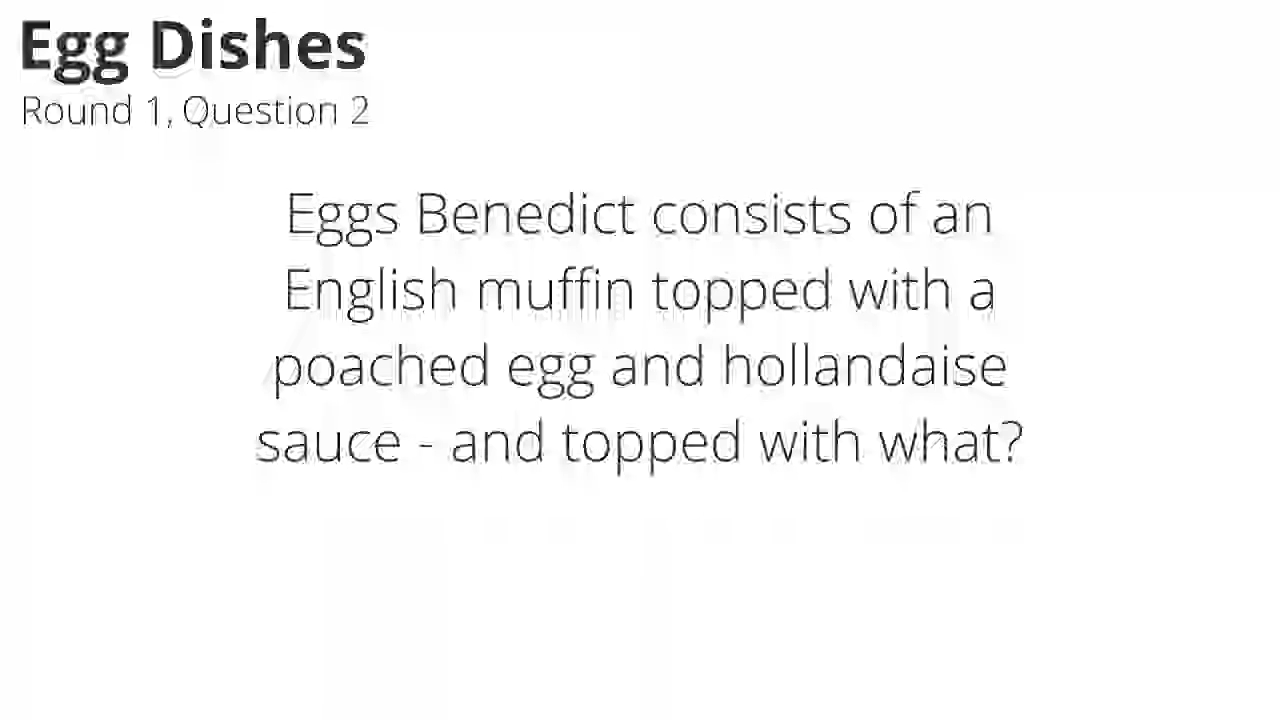 Egg Dishes
Round 1, Question 2
Eggs Benedict consists of an
English muffin topped with a
poached egg and hollandaise
sauce - and topped with what?